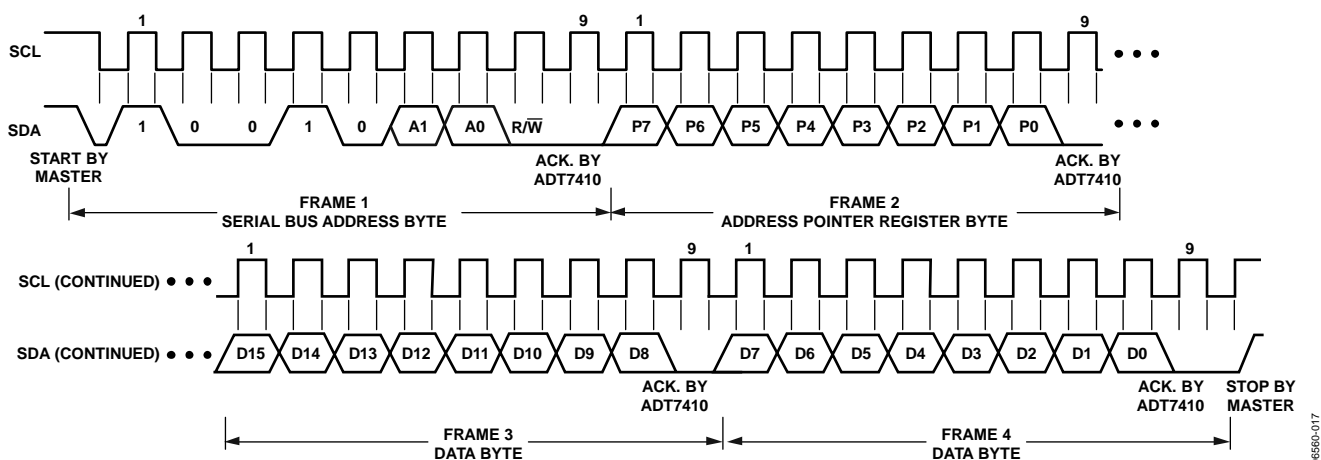 1 9 1 9
SCL
SDA 1 0 0 1 0 A1 A0 R/W̅ P7 P6 P5 P4 P3 P2 P1 P0
START BY MASTER
ACK. BY ADT7410
ACK. BY ADT7410
FRAME 1
SERIAL BUS ADDRESS BYTE
FRAME 2
ADDRESS POINTER REGISTER BYTE
1 9 1 9
SCL (CONTINUED)
SDA (CONTINUED) D15 D14 D13 D12 D11 D10 D9 D8 D7 D6 D5 D4 D3 D2 D1 D0
ACK. BY ADT7410
ACK. BY ADT7410
STOP BY MASTER
FRAME 3
DATA BYTE
FRAME 4
DATA BYTE
06560-017